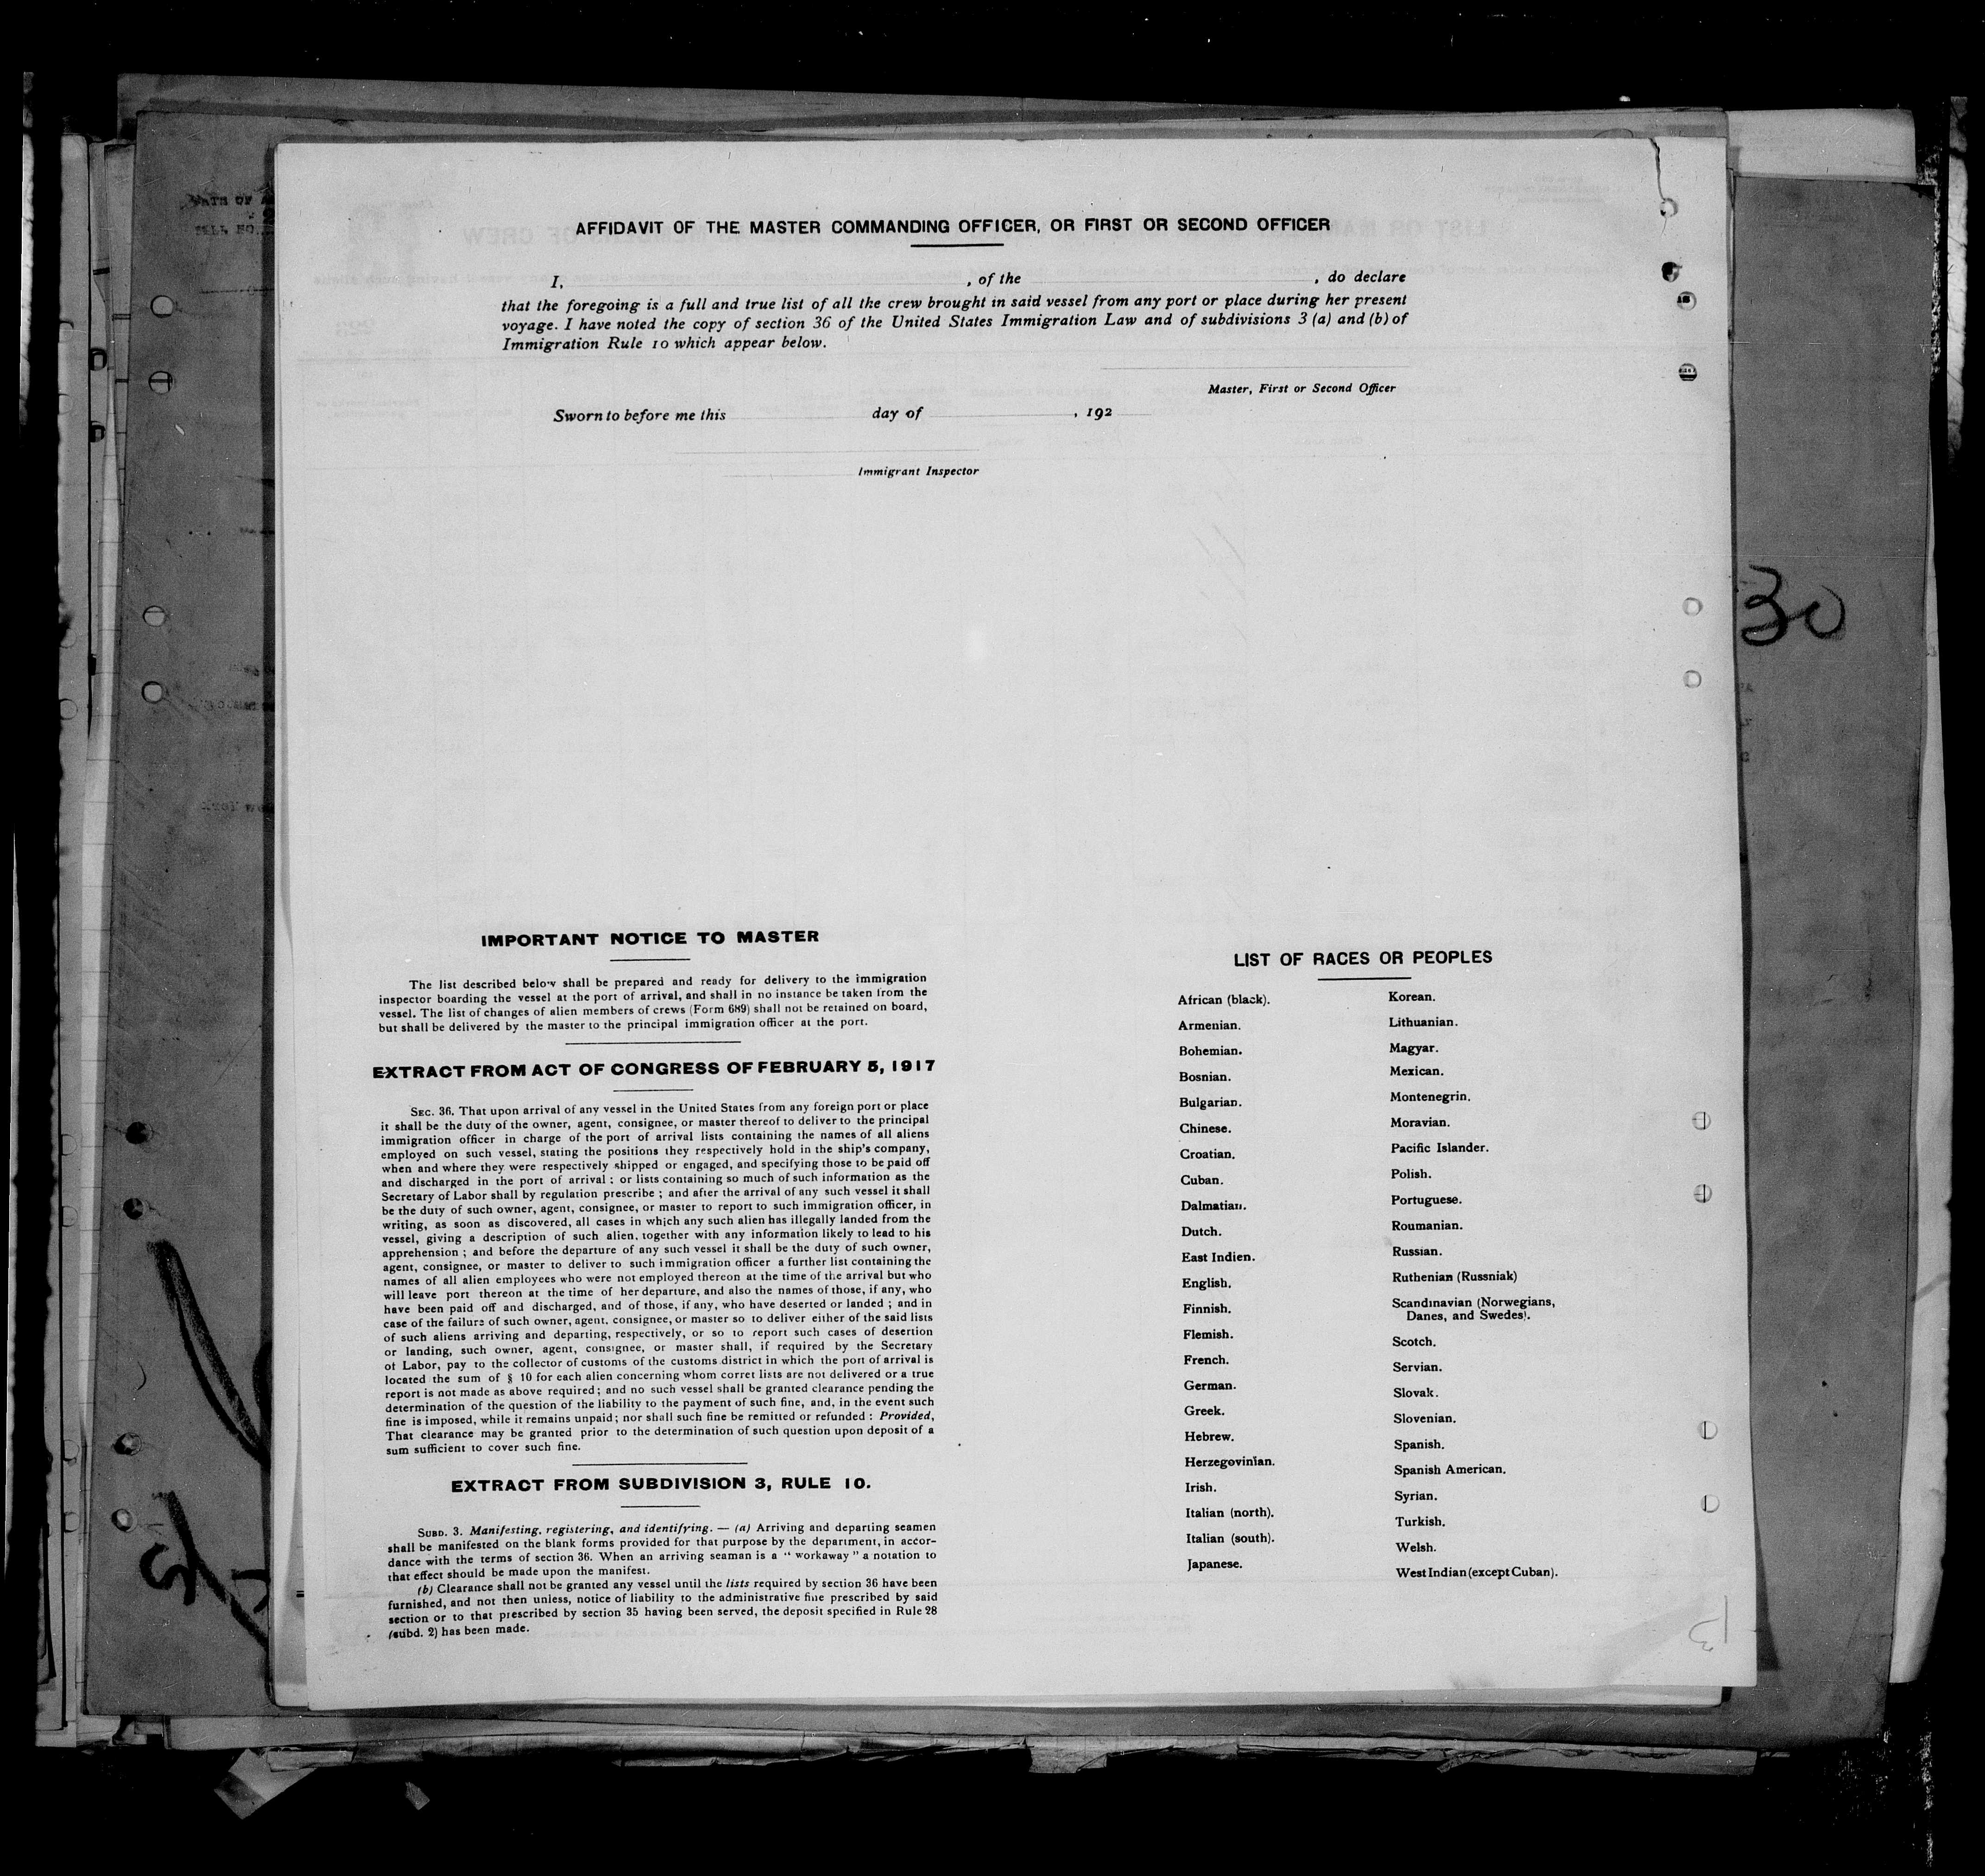 AFFIDAVIT OF THE MASTER COMMANDING OFFICER, OR FIRST OR SECOND OFFICER
I, , of the , do declare
that the foregoing is a full and true list of all the crew brought in said vessel from any port or place during her present
voyage. I have noted the copy of section 36 of the United States Immigration Law and of subdivisions 3 (a) and (b) of
Immigration Rule 10 which appear below.
Master, First or Second Officer
Sworn to before me this day of , 192
Immigrant Inspector
30
IMPORTANT NOTICE TO MASTER
The list described below shall be prepared and ready for delivery to the immigration
inspector boarding the vessel at the port of arrival, and shall in no instance be taken from the
vessel. The list of changes of alien members of crews (Form 689) shall not be retained on board,
but shall be delivered by the master to the principal immigration officer at the port.
EXTRACT FROM ACT OF CONGRESS OF FEBRUARY 5, 1917
SEC. 36. That upon arrival of any vessel in the United States from any foreign port or place
it shall be the duty of the owner, agent, consignee, or master thereof to deliver to the principal
immigration officer in charge of the port of arrival lists containing the names of all aliens
employed on such vessel, stating the positions they respectively hold in the ship's company,
when and where they were respectively shipped or engaged, and specifying those to be paid off
and discharged in the port of arrival ; or lists containing so much of such information as the
Secretary of Labor shall by regulation prescribe ; and after the arrival of any such vessel it shall
be the duty of such owner, agent, consignee, or master to report to such immigration officer, in
writing, as soon as discovered, all cases in which any such alien has illegally landed from the
vessel, giving a description of such alien, together with any information likely to lead to his
apprehension ; and before the departure of any such vessel it shall be the duty of such owner,
agent, consignee, or master to deliver to such immigration officer a further list containing the
names of all alien employees who were not employed thereon at the time of the arrival but who
will leave port thereon at the time of her departure, and also the names of those, if any, who
have been paid off and discharged, and of those, if any, who have deserted or landed ; and in
case of the failure of such owner, agent, consignee, or master so to deliver either of the said lists
of such aliens arriving and departing, respectively, or so to report such cases of desertion
or landing, such owner, agent, consignee, or master shall, if required by the Secretary
of Labor, pay to the collector of customs of the customs district in which the port of arrival is
located the sum of § 10 for each alien concerning whom corret lists are not delivered or a true
report is not made as above required ; and no such vessel shall be granted clearance pending the
determination of the question of the liability to the payment of such fine, and, in the event such
fine is imposed, while it remains unpaid ; nor shall such fine be remitted or refunded : Provided,
That clearance may be granted prior to the determination of such question upon deposit of a
sum sufficient to cover such fine.
EXTRACT FROM SUBDIVISION 3, RULE 10.
SUBD. 3. Manifesting, registering, and identifying. — (a) Arriving and departing seamen
shall be manifested on the blank forms provided for that purpose by the department, in accor-
dance with the terms of section 36. When an arriving seaman is a " workaway " a notation to
that effect should be made upon the manifest.
(b) Clearance shall not be granted any vessel until the lists required by section 36 have been
furnished, and not then unless, notice of liability to the administrative fine prescribed by said
section or to that prescribed by section 35 having been served, the deposit specified in Rule 28
(subd. 2) has been made.
LIST OF RACES OR PEOPLES
African (black).
Armenian.
Bohemian.
Bosnian.
Bulgarian.
Chinese.
Croatian.
Cuban.
Dalmatian.
Dutch.
East Indien.
English.
Finnish.
Flemish.
French.
German.
Greek.
Hebrew.
Herzegovinian.
Irish.
Italian (north).
Italian (south).
Japanese.
Korean.
Lithuanian.
Magyar.
Mexican.
Montenegrin.
Moravian.
Pacific Islander.
Polish.
Portuguese.
Roumanian.
Russian.
Ruthenian (Russniak)
Scandinavian (Norwegians,
Danes, and Swedes).
Scotch.
Servian.
Slovak.
Slovenian.
Spanish.
Spanish American.
Syrian.
Turkish.
Welsh.
West Indian (except Cuban).